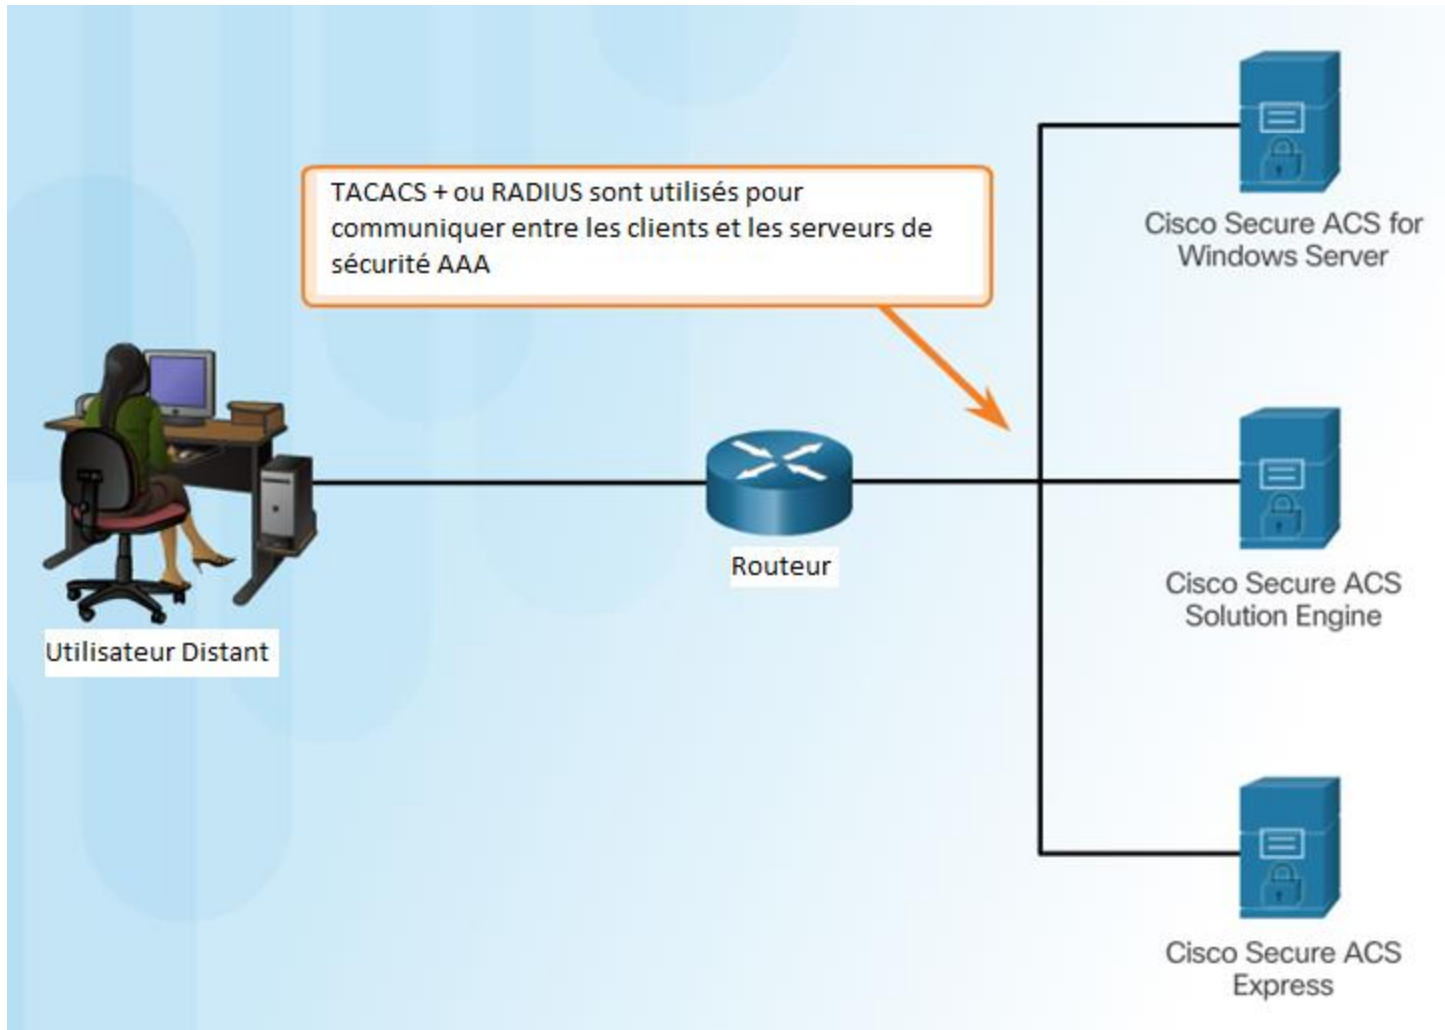 TACACS + ou RADIUS sont utilisés pour
communiquer entre les clients et les serveurs de
sécurité AAA
Cisco Secure ACS for
Windows Server
Routeur
Cisco Secure ACS
Solution Engine
Utilisateur Distant
Cisco Secure ACS
Express